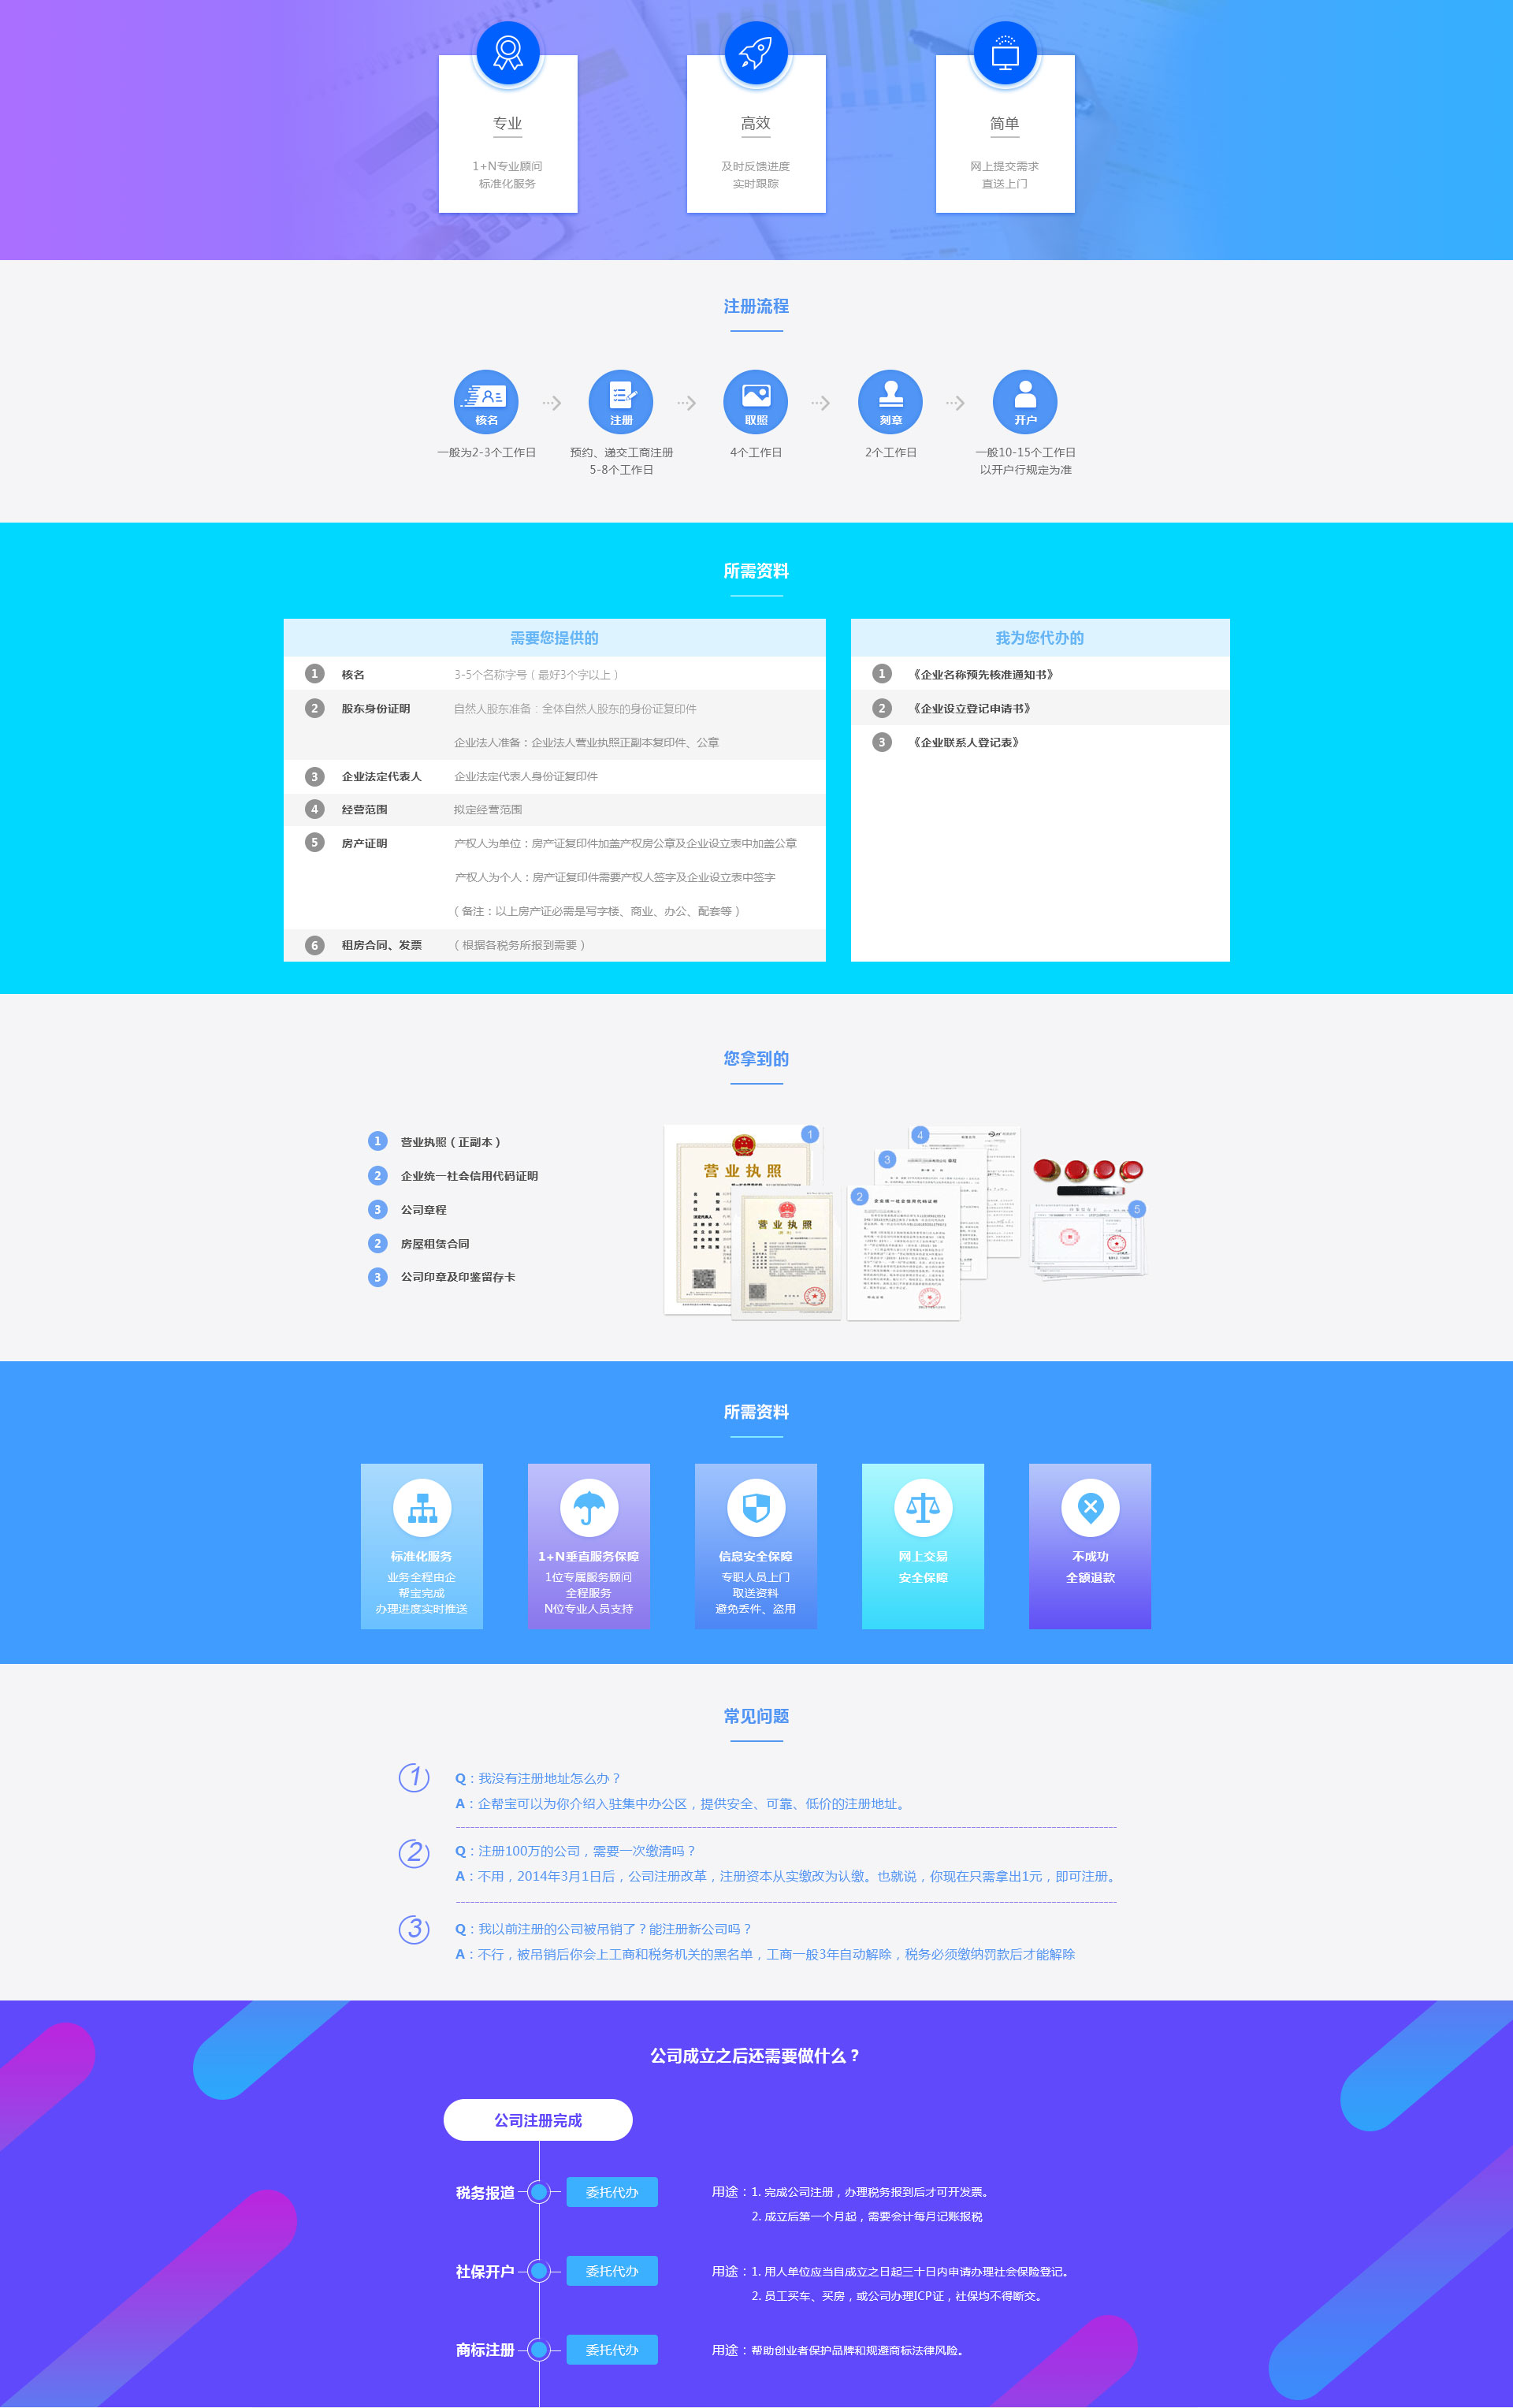 专业
1+N专业顾问
标准化服务
高效
及时反馈进度
实时跟踪
简单
网上提交需求
直送上门
注册流程
核名
一般为2-3个工作日
注册
预约、递交工商注册
5-8个工作日
取照
4个工作日
刻章
2个工作日
开户
一般10-15个工作日
以开户行规定为准
所需资料
需要您提供的
1 核名 3-5个名称字号（最好3个字以上）
2 股东身份证明 自然人股东准备：全体自然人股东的身份证复印件
企业法人准备：企业法人营业执照正副本复印件、公章
3 企业法定代表人 企业法定代表人身份证复印件
4 经营范围 拟定经营范围
5 房产证明 产权人为单位：房产证复印件加盖产权房公章及企业设立表中加盖公章
产权人为个人：房产证复印件需要产权人签字及企业设立表中签字
（备注：以上房产证必需是写字楼、商业、办公、配套等）
6 租房合同、发票 （根据各税务所报到需要）
我为您代办的
1 《企业名称预先核准通知书》
2 《企业设立登记申请书》
3 《企业联系人登记表》
您拿到的
1 营业执照（正副本）
2 企业统一社会信用代码证明
3 公司章程
2 房屋租赁合同
3 公司印章及印鉴留存卡
1
营业执照
营业执照
2
3
4
5
所需资料
标准化服务
业务全程由企
帮宝完成
办理进度实时推送
1+N垂直服务保障
1位专属服务顾问
全程服务
N位专业人员支持
信息安全保障
专职人员上门
取送资料
避免丢件、盗用
网上交易
安全保障
不成功
全额退款
常见问题
1 Q：我没有注册地址怎么办？
A：企帮宝可以为你介绍入驻集中办公区，提供安全、可靠、低价的注册地址。
2 Q：注册100万的公司，需要一次缴清吗？
A：不用，2014年3月1日后，公司注册改革，注册资本从实缴改为认缴。也就说，你现在只需拿出1元，即可注册。
3 Q：我以前注册的公司被吊销了？能注册新公司吗？
A：不行，被吊销后你会上工商和税务机关的黑名单，工商一般3年自动解除，税务必须缴纳罚款后才能解除
公司成立之后还需要做什么？
公司注册完成
税务报道 委托代办 用途：1. 完成公司注册，办理税务报到后才可开发票。
2. 成立后第一个月起，需要会计每月记账报税
社保开户 委托代办 用途：1. 用人单位应当自成立之日起三十日内申请办理社会保险登记。
2. 员工买车、买房，或公司办理ICP证，社保均不得断交。
商标注册 委托代办 用途：帮助创业者保护品牌和规避商标法律风险。